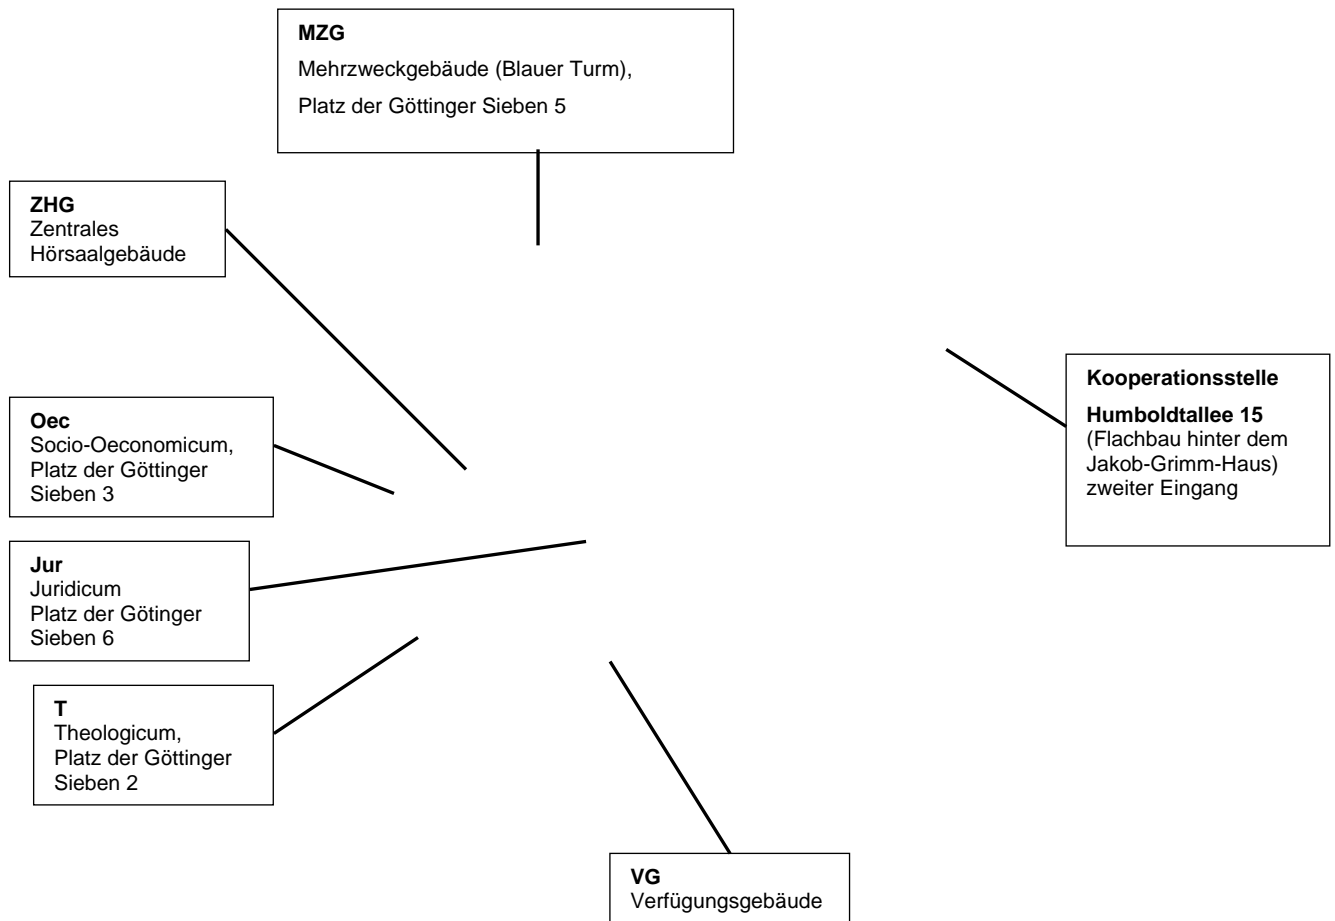 MZG
Mehrzweckgebäude (Blauer Turm),
Platz der Göttinger Sieben 5
ZHG
Zentrales
Hörsaalgebäude
Kooperationsstelle
Humboldtallee 15
(Flachbau hinter dem
Jakob-Grimm-Haus)
zweiter Eingang
Oec
Socio-Oeconomicum,
Platz der Göttinger
Sieben 3
Jur
Juridicum
Platz der Götinger
Sieben 6
T
Theologicum,
Platz der Göttinger
Sieben 2
VG
Verfügungsgebäude